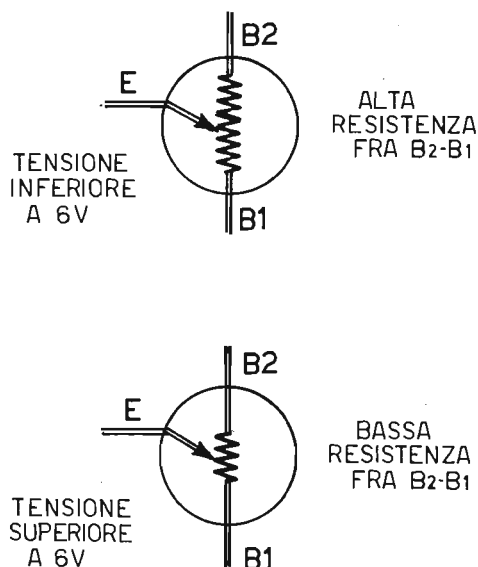 B2
E
ALTA
RESISTENZA
FRA B2-B1
TENSIONE
INFERIORE
A 6V
B1
B2
E
BASSA
RESISTENZA
FRA B2-B1
TENSIONE
SUPERIORE
A 6V
B1